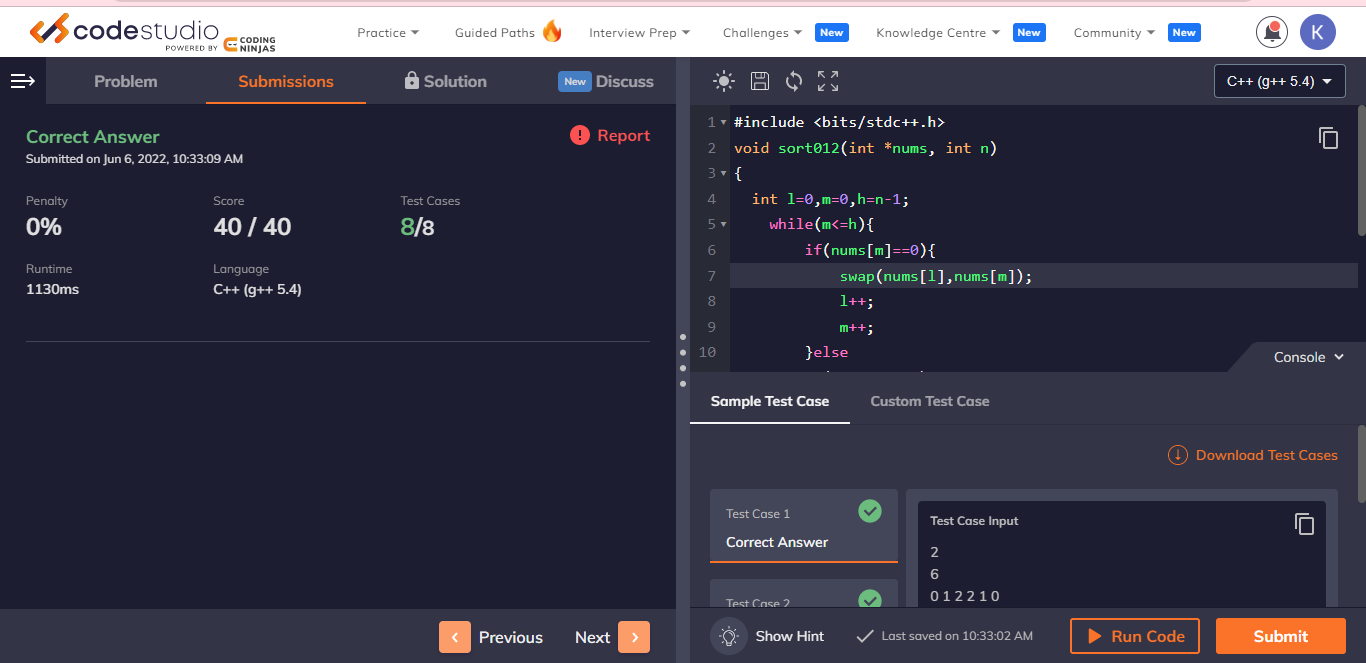 codestudio
POWERED BY CODING NINJAS
Practice Guided Paths Interview Prep Challenges New Knowledge Centre New Community New K
Problem Submissions Solution New Discuss
Correct Answer
Report
Submitted on Jun 6, 2022, 10:33:09 AM
Penalty Score Test Cases
0% 40 / 40 8/8
Runtime Language
1130ms C++ (g++ 5.4)
Previous Next
C++ (g++ 5.4)
1 #include <bits/stdc++.h>
2 void sort012(int *nums, int n)
3 {
4 int l=0,m=0,h=n-1;
5 while(m<=h){
6 if(nums[m]==0){
7 swap(nums[l],nums[m]);
8 l++;
9 m++;
10 }else
Console
Sample Test Case Custom Test Case
Download Test Cases
Test Case 1
Correct Answer
Test Case 2
Test Case Input
2
6
0 1 2 2 1 0
Show Hint Last saved on 10:33:02 AM Run Code Submit